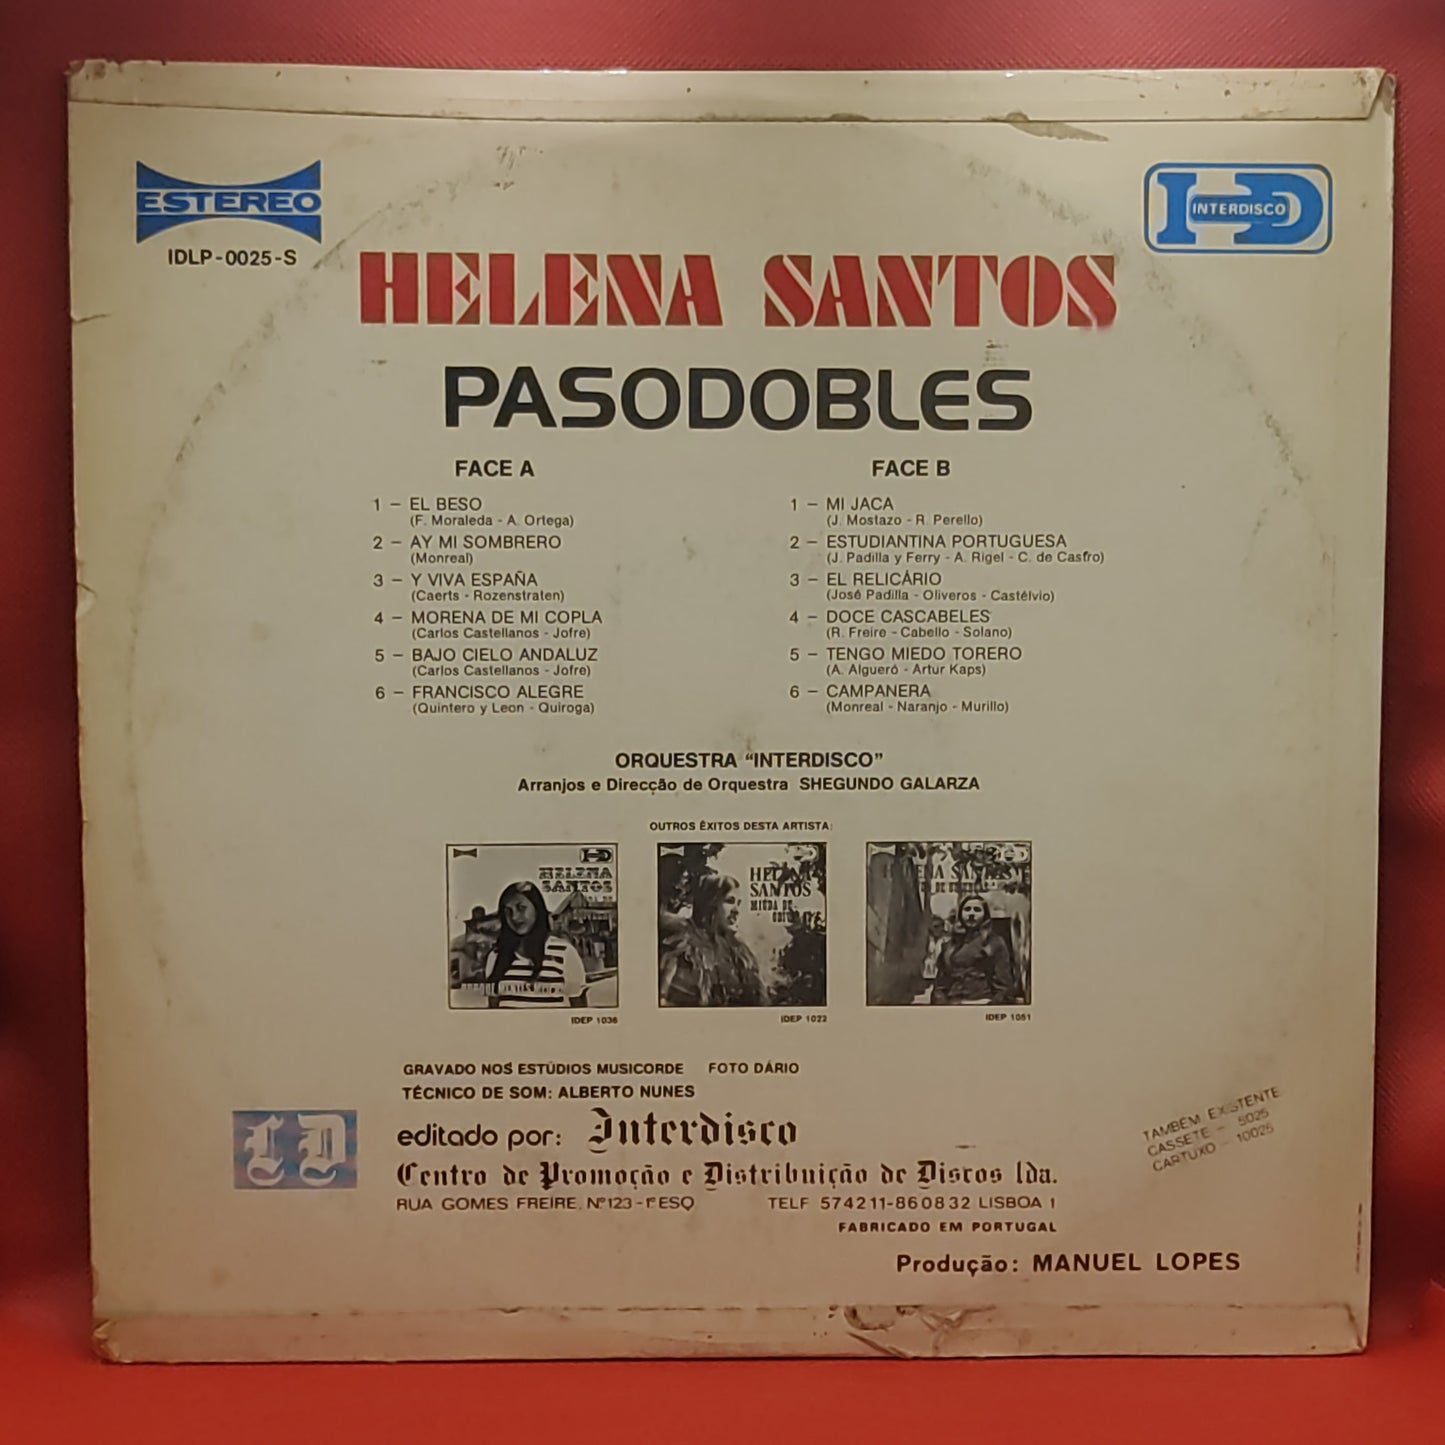 ESTEREO
IDLP-0025-S
INTERDISCO
HELENA SANTOS
PASODOBLES
FACE A
1 – EL BESO
(F. Moraleda - A. Ortega)
2 – AY MI SOMBRERO
(Monreal)
3 – Y VIVA ESPAÑA
(Caerts - Rozenstraten)
4 – MORENA DE MI COPLA
(Carlos Castellanos - Jofre)
5 – BAJO CIELO ANDALUZ
(Carlos Castellanos - Jofre)
6 – FRANCISCO ALEGRE
(Quintero y Leon - Quiroga)
FACE B
1 – MI JACA
(J. Mostazo - R. Perello)
2 – ESTUDIANTINA PORTUGUESA
(J. Padilla y Ferry - A. Rigel - C. de Castro)
3 – EL RELICÁRIO
(José Padilla - Oliveros - Castélvio)
4 – DOCE CASCABELES
(R. Freire - Cabello - Solano)
5 – TENGO MIEDO TORERO
(A. Algueró - Artur Kaps)
6 – CAMPANERA
(Monreal - Naranjo - Murillo)
ORQUESTRA “INTERDISCO”
Arranjos e Direcção de Orquestra SHEGUNDO GALARZA
OUTROS ÊXITOS DESTA ARTISTA:
HELENA
SANTOS
IDEP 1036
HELENA
SANTOS
MIUDA DE
IDEP 1022
HELENA SANTOS
IDEP 1051
GRAVADO NOS ESTÚDIOS MUSICORDE FOTO DÁRIO
TÉCNICO DE SOM: ALBERTO NUNES
ID
editado por: Interdisco
Centro de Promoção e Distribuição de Discos lda.
RUA GOMES FREIRE, Nº 123 - 1º ESQ. TELF 574211-860832 LISBOA 1
FABRICADO EM PORTUGAL
TAMBÉM EXISTENTE
CASSETE – 5025
CARTUXO – 10025
Produção: MANUEL LOPES